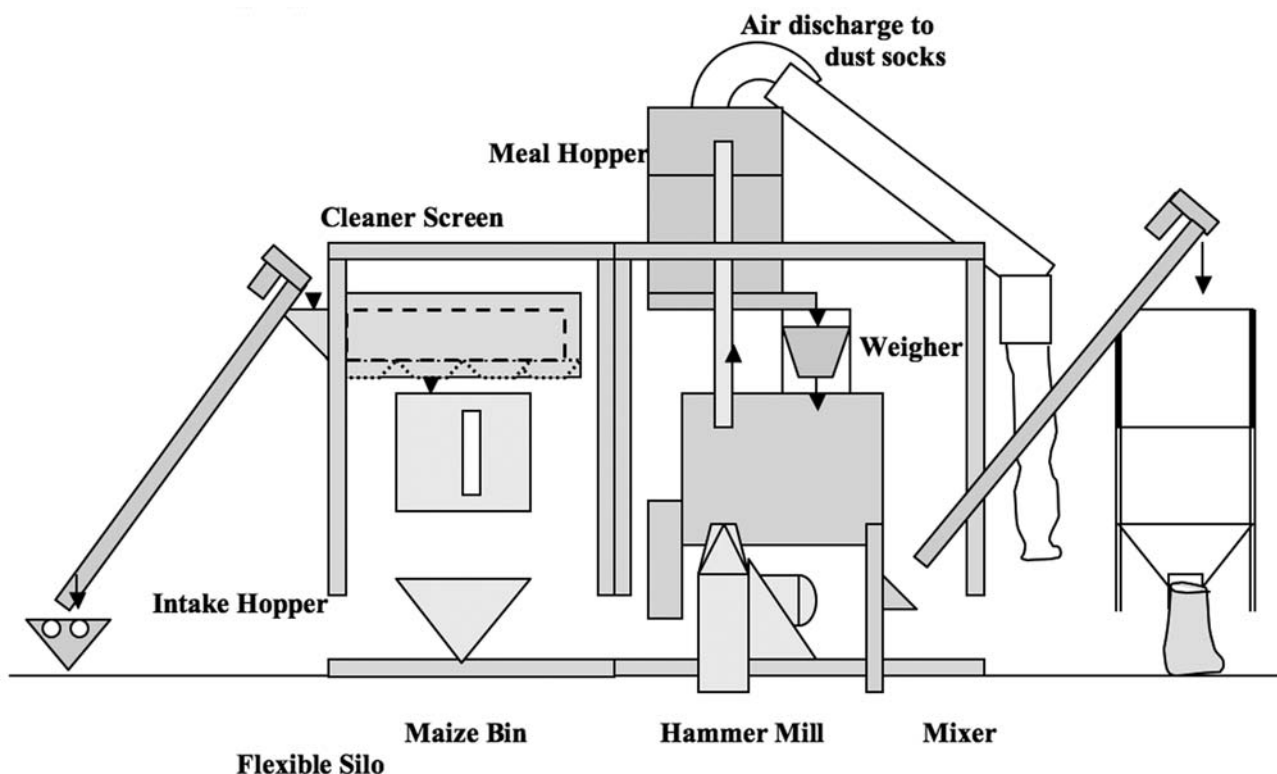 Air discharge to
dust socks
Meal Hopper
Cleaner Screen
Weigher
Intake Hopper
Maize Bin
Hammer Mill
Mixer
Flexible Silo